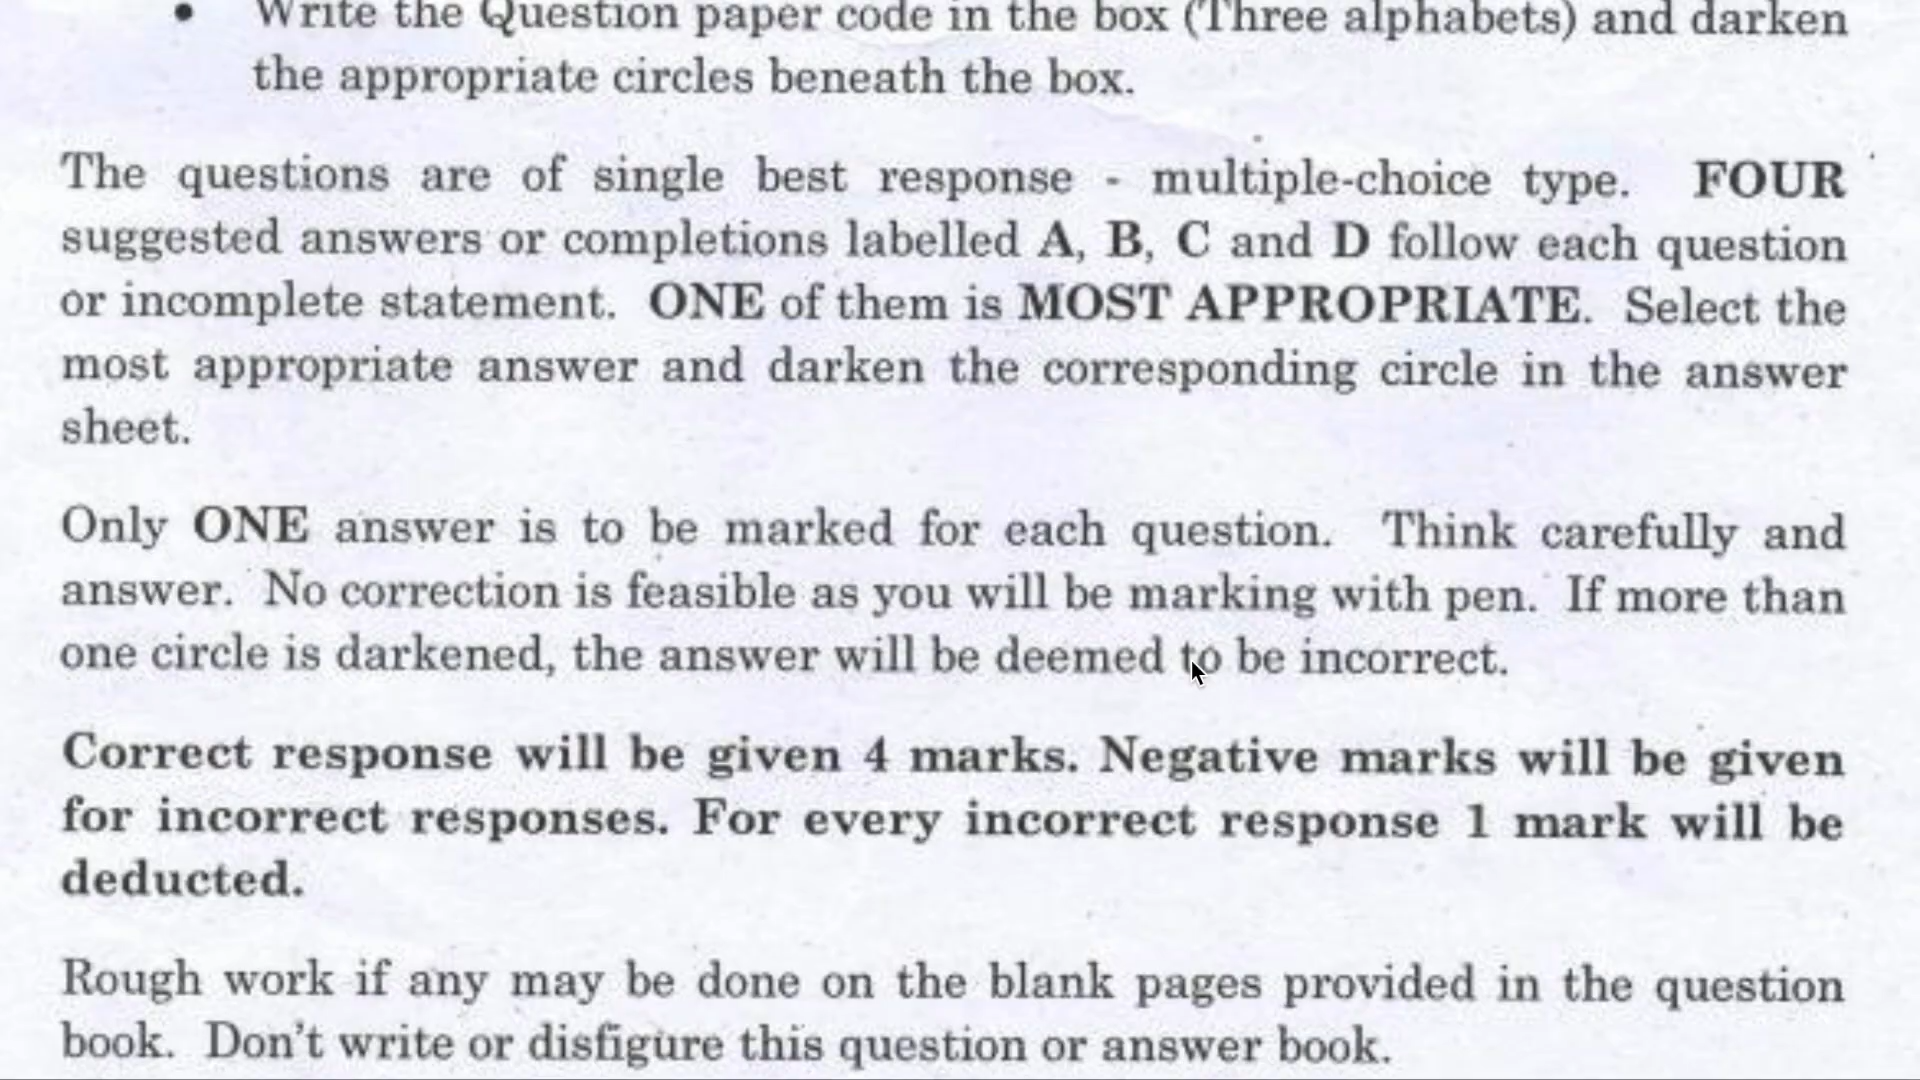 • Write the Question paper code in the box (Three alphabets) and darken
the appropriate circles beneath the box.
The questions are of single best response - multiple-choice type. FOUR
suggested answers or completions labelled A, B, C and D follow each question
or incomplete statement. ONE of them is MOST APPROPRIATE. Select the
most appropriate answer and darken the corresponding circle in the answer
sheet.
Only ONE answer is to be marked for each question. Think carefully and
answer. No correction is feasible as you will be marking with pen. If more than
one circle is darkened, the answer will be deemed to be incorrect.
Correct response will be given 4 marks. Negative marks will be given
for incorrect responses. For every incorrect response 1 mark will be
deducted.
Rough work if any may be done on the blank pages provided in the question
book. Don't write or disfigure this question or answer book.